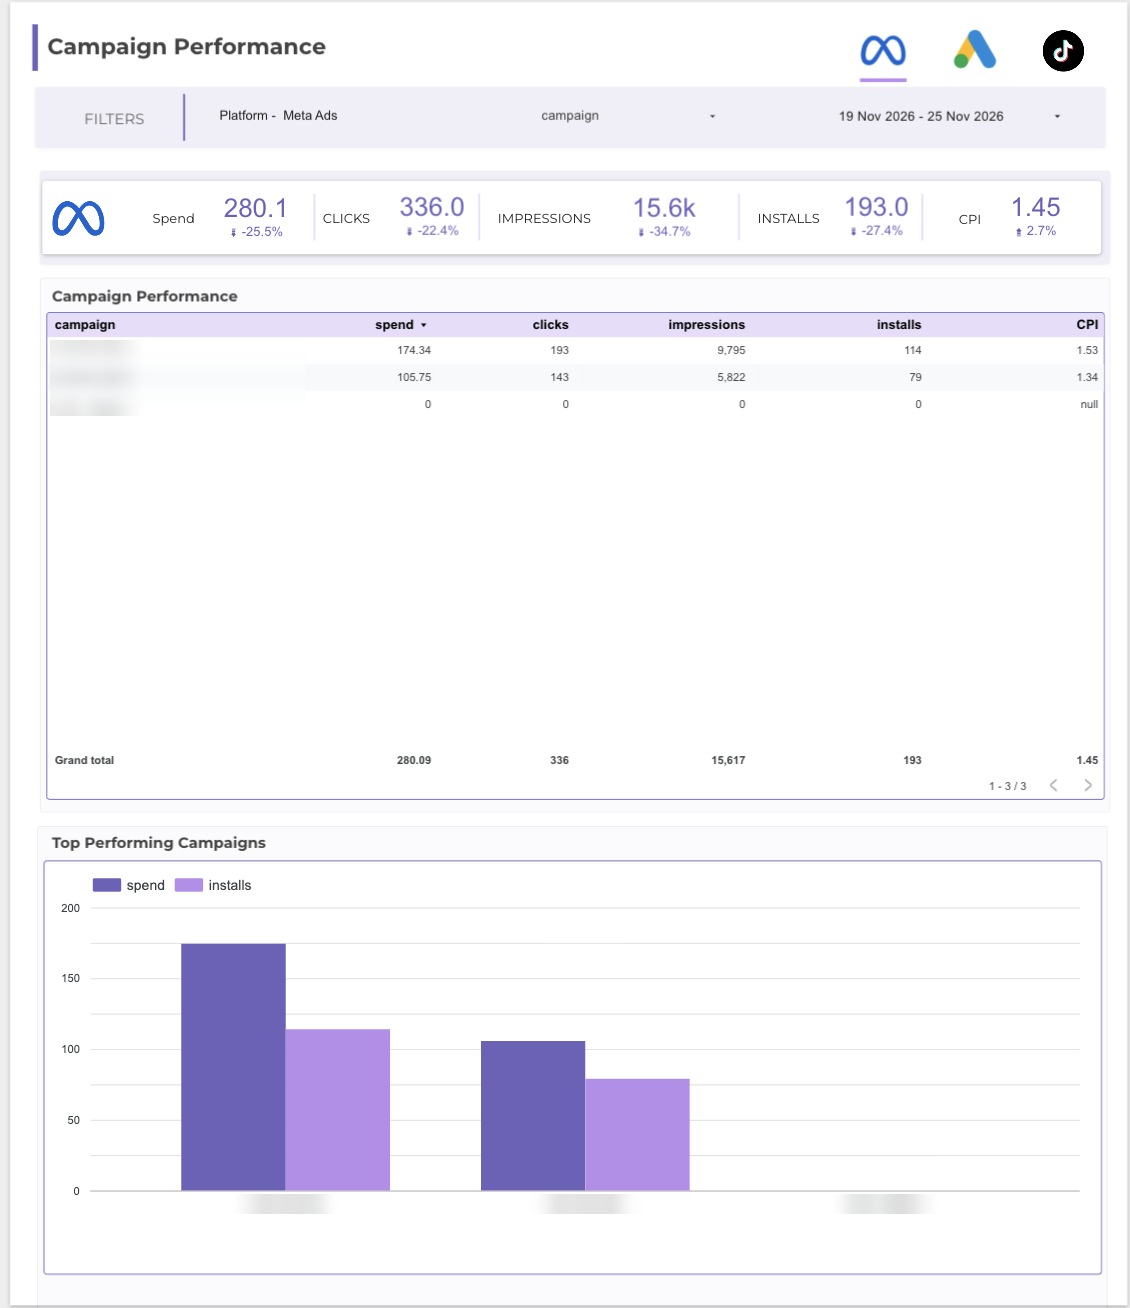 Campaign Performance
FILTERS
Platform - Meta Ads
campaign
19 Nov 2026 - 25 Nov 2026
Spend 280.1 -25.5%
CLICKS 336.0 -22.4%
IMPRESSIONS 15.6k -34.7%
INSTALLS 193.0 -27.4%
CPI 1.45 2.7%
Campaign Performance
campaign spend clicks impressions installs CPI
174.34 193 9,795 114 1.53
105.75 143 5,822 79 1.34
0 0 0 0 null
Grand total 280.09 336 15,617 193 1.45
1 - 3 / 3
Top Performing Campaigns
spend installs
200
150
100
50
0